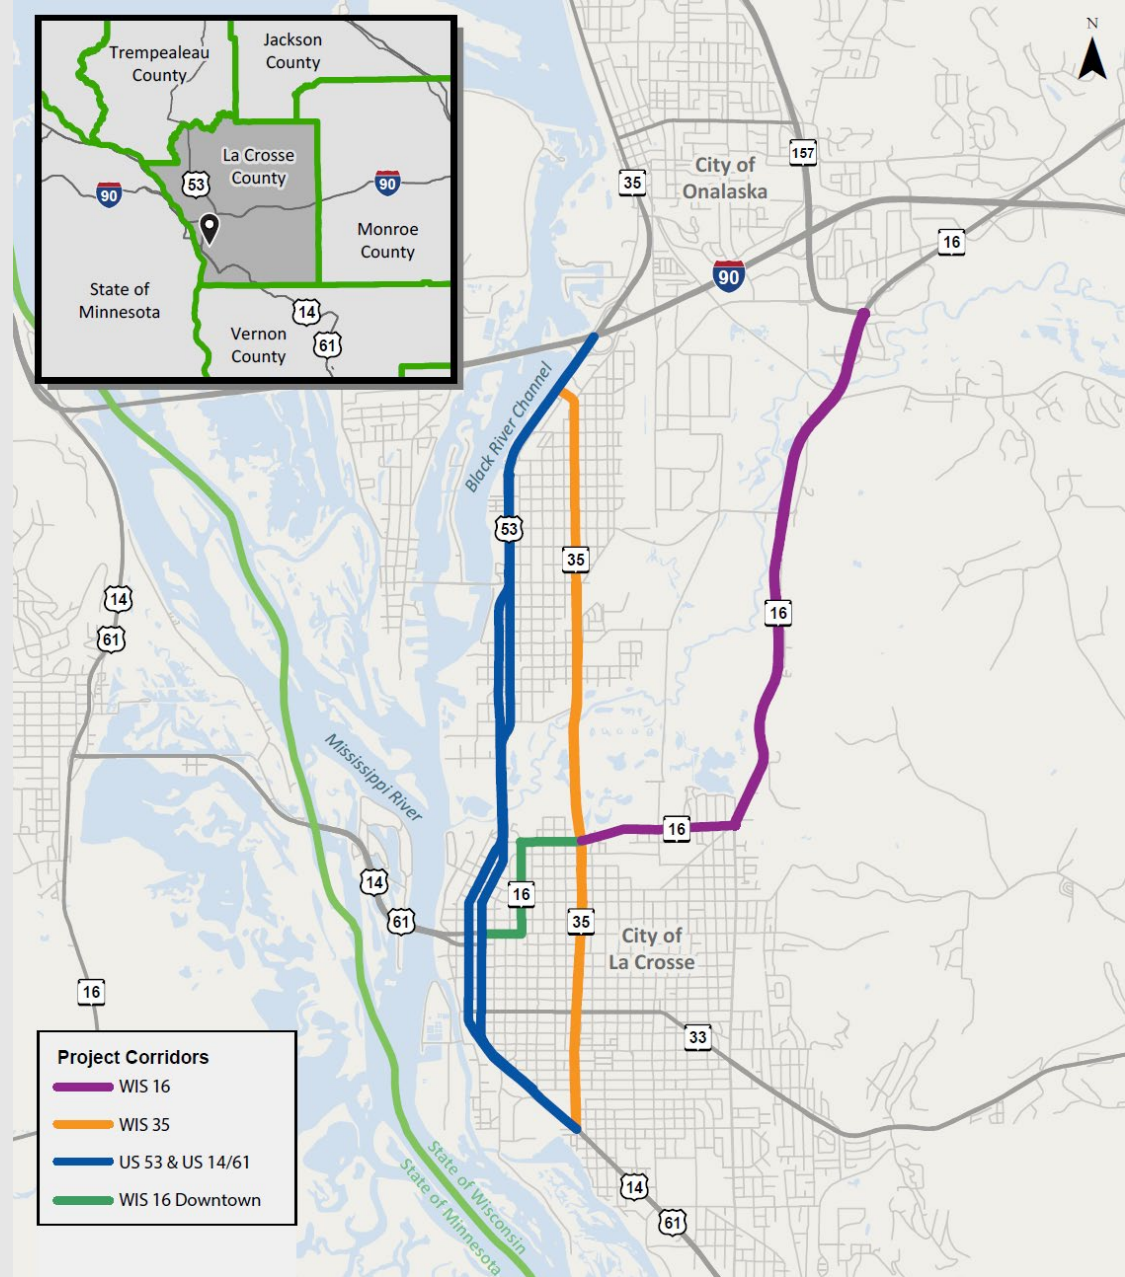 Trempealeau
County
Jackson
County
La Crosse
County
53
90
90
Monroe
County
State of
Minnesota
14
Vernon
County
61
N
157
City of
Onalaska
35
16
90
Black River Channel
53
35
14
61
16
Mississippi River
16
14
16
61
35
City of
La Crosse
16
33
Project Corridors
WIS 16
WIS 35
US 53 & US 14/61
WIS 16 Downtown
State of Wisconsin
State of Minnesota
14
61